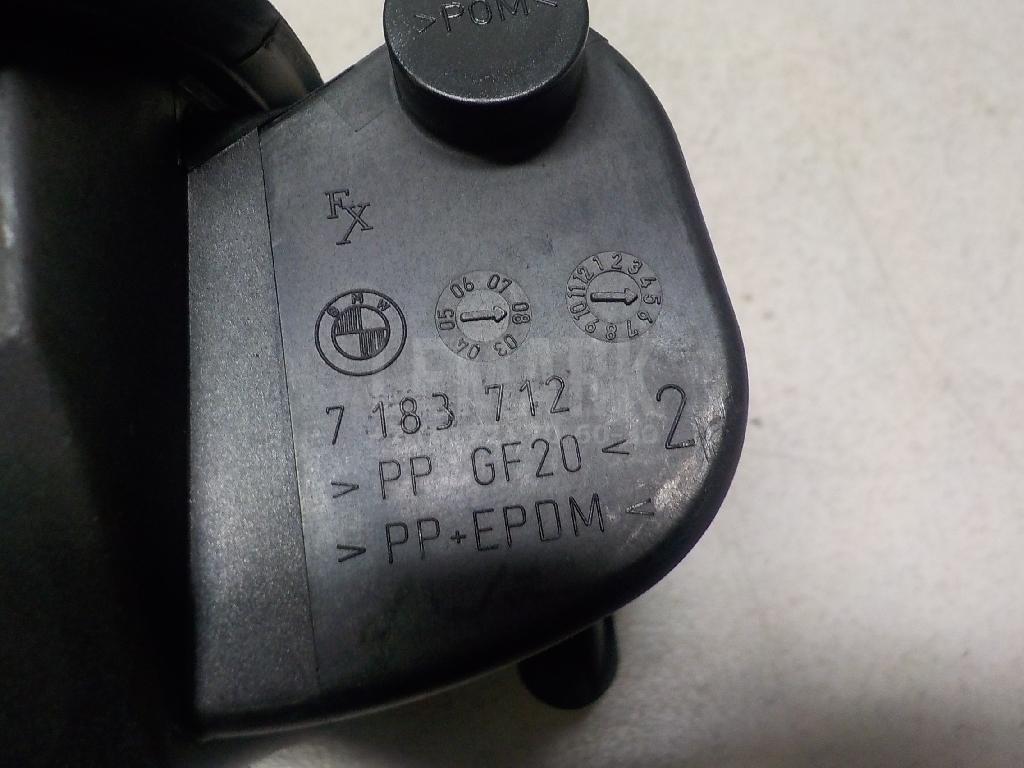 >POM<
FX
BMW
03 04 05 06 07 08
1 2 3 4 5 6 7 8 9 10 11 12
7 183 712
2
> PP GF20 <
> PP+EPDM <